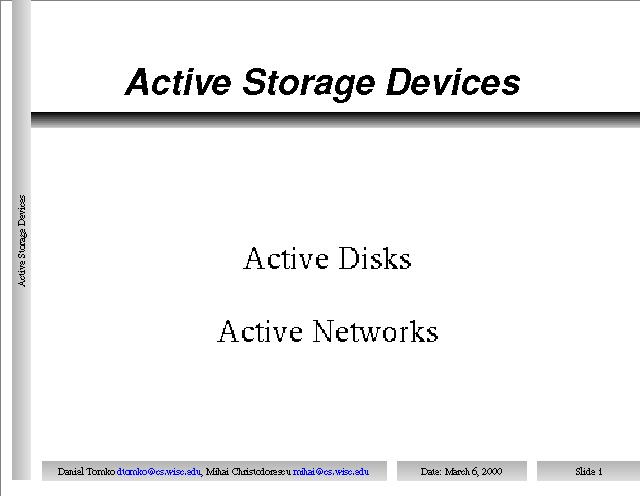 Active Storage Devices
Active Storage Devices
Active Disks
Active Networks
Daniel Tomko dtomko@cs.wisc.edu, Mihai Christodorescu mihai@cs.wisc.edu
Date: March 6, 2000
Slide 1